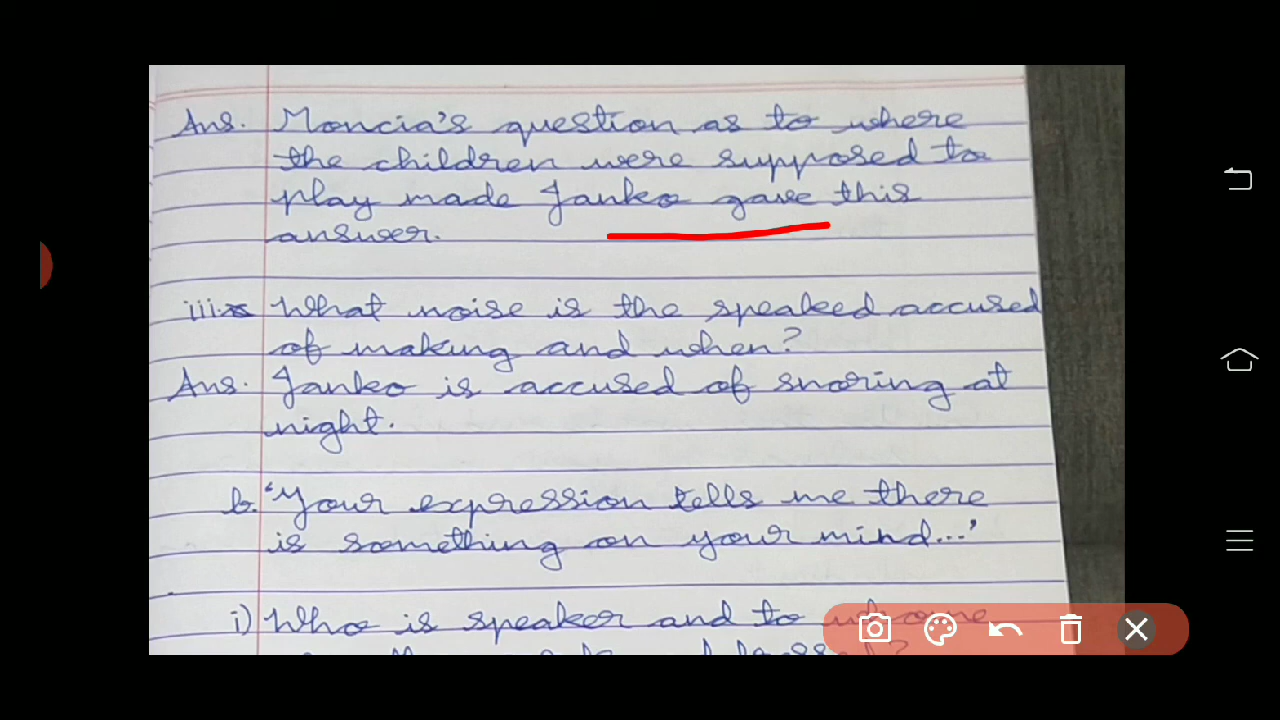 Ans. Moncia's question as to where
the children were supposed to
play made Janko gave this
answer.
iii. What noise is the speaked accused
of making and when?
Ans. Janko is accused of snoring at
night.
b. 'Your expression tells me there
is something on your mind...'
i) Who is speaker and to